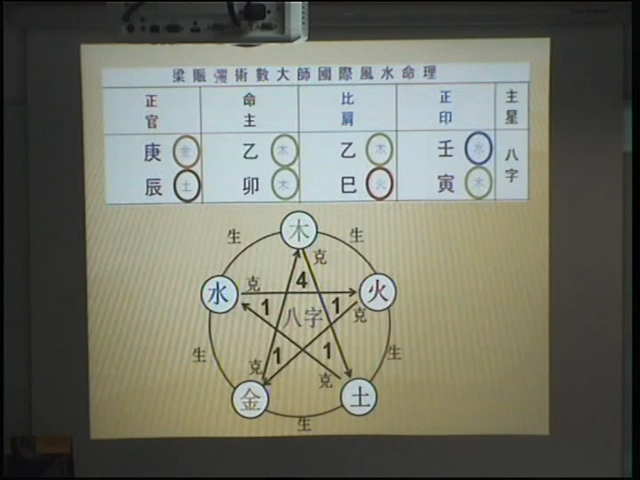 梁賑彊術數大師國際風水命理
正官 命主 比肩 正印 主星
庚 金 乙 木 乙 木 壬 水 八字
辰 土 卯 木 巳 火 寅 木
木
生 生
克
水 克 4 火
1 1
八字 克
生 1 1 生
克 克
金 土
生